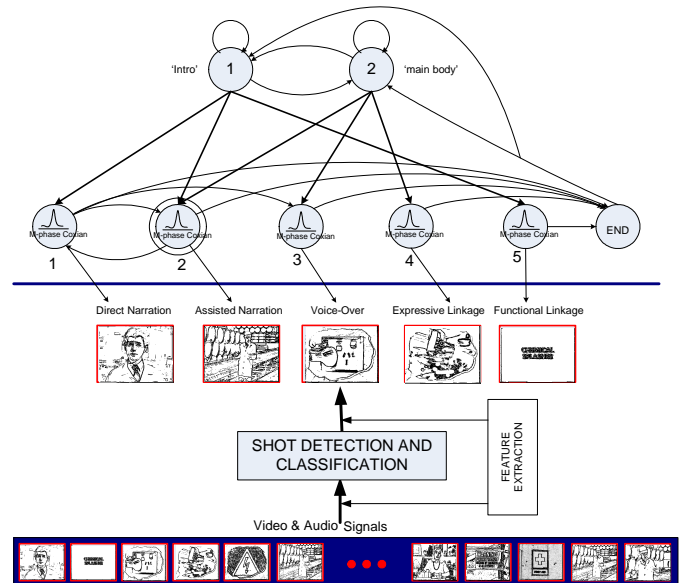 1
2
'Intro'
'main body'
M-phase Coxian
M-phase Coxian
M-phase Coxian
M-phase Coxian
M-phase Coxian
END
1
2
3
4
5
Direct Narration
Assisted Narration
Voice-Over
Expressive Linkage
Functional Linkage
CHEMICAL
SHOT DETECTION AND
CLASSIFICATION
FEATURE
EXTRACTION
Video & Audio Signals